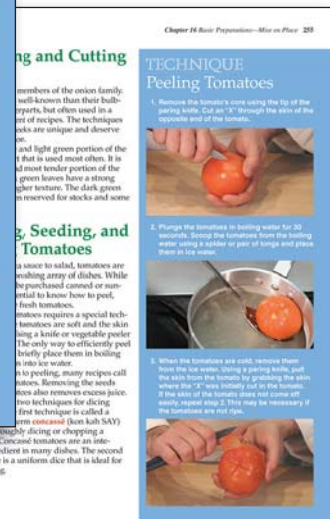 Chapter 16 Basic Preparations—Mise en Place 255
ng and Cutting
members of the onion family.
well-known than their bulb-
erparts, but often used in a
of recipes. The techniques
eeks are unique and deserve
and light green portion of the
t that is used most often. It is
d most tender portion of the
green leaves have a strong
gher texture. The dark green
n reserved for stocks and some
g, Seeding, and
Tomatoes
a sauce to salad, tomatoes are
array of dishes. While
be purchased canned or sun-
ential to know how to peel,
fresh tomatoes.
matoes requires a special tech-
tomatoes are soft and the skin
sing a knife or vegetable peeler
The only way to efficiently peel
briefly place them in boiling
n into ice water.
n to peeling, many recipes call
matoes. Removing the seeds
toes also removes excess juice.
two techniques for dicing
first technique is called a
concassé (kon kah SAY)
oughly dicing or chopping a
Concassé tomatoes are an inte-
edient in many dishes. The second
is a uniform dice that is ideal for
g.
TECHNIQUE
Peeling Tomatoes
1. Remove the tomato's core using the tip of the
paring knife. Cut an "X" through the skin of the
opposite end of the tomato.
2. Plunge the tomatoes in boiling water for 30
seconds. Scoop the tomatoes from the boiling
water using a spider or pair of tongs and place
them in ice water.
3. When the tomatoes are cold, remove them
from the ice water. Using a paring knife, pull
the skin from the tomato by grabbing the skin
where the "X" was initially cut in the tomato.
If the skin of the tomato does not come off
easily, repeat step 2. This may be necessary if
the tomatoes are not ripe.